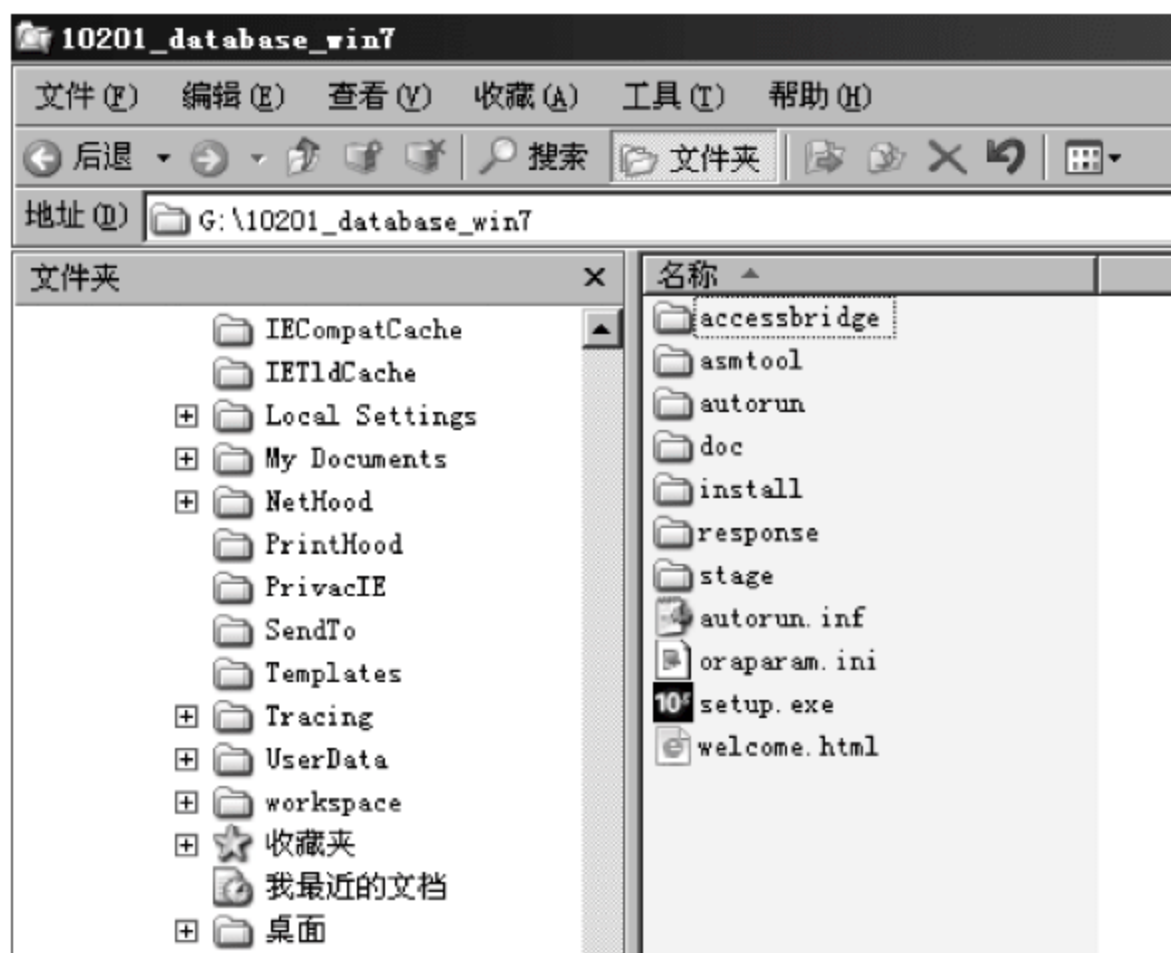 10201_database_win7
文件(F) 编辑(E) 查看(V) 收藏(A) 工具(T) 帮助(H)
后退 搜索 文件夹
地址(D) G:\10201_database_win7
文件夹
IECompatCache
IETldCache
Local Settings
My Documents
NetHood
PrintHood
PrivacIE
SendTo
Templates
Tracing
UserData
workspace
收藏夹
我最近的文档
桌面
名称
accessbridge
asmtool
autorun
doc
install
response
stage
autorun.inf
oraparam.ini
10g setup.exe
welcome.html